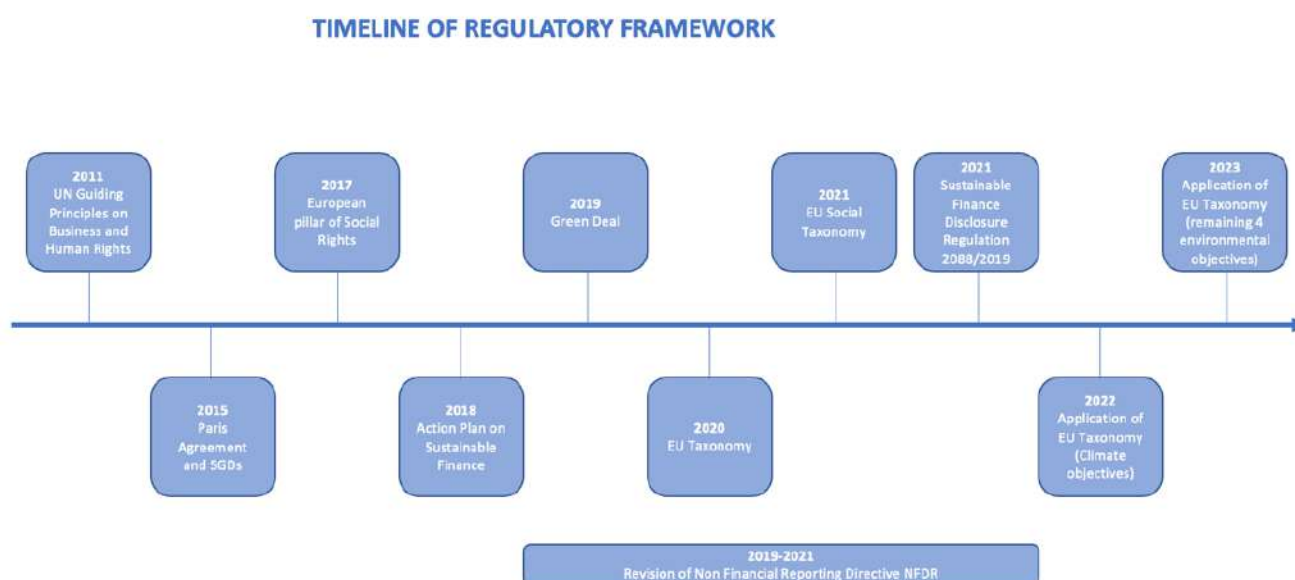 TIMELINE OF REGULATORY FRAMEWORK
2011
UN Guiding
Principles on
Business and
Human Rights
2017
European
pillar of Social
Rights
2019
Green Deal
2021
EU Social
Taxonomy
2021
Sustainable
Finance
Disclosure
Regulation
2088/2019
2023
Application of
EU Taxonomy
(remaining 4
environmental
objectives)
2015
Paris
Agreement
and SGDs
2018
Action Plan on
Sustainable
Finance
2020
EU Taxonomy
2022
Application of
EU Taxonomy
(Climate
objectives)
2019-2021
Revision of Non Financial Reporting Directive NFDR